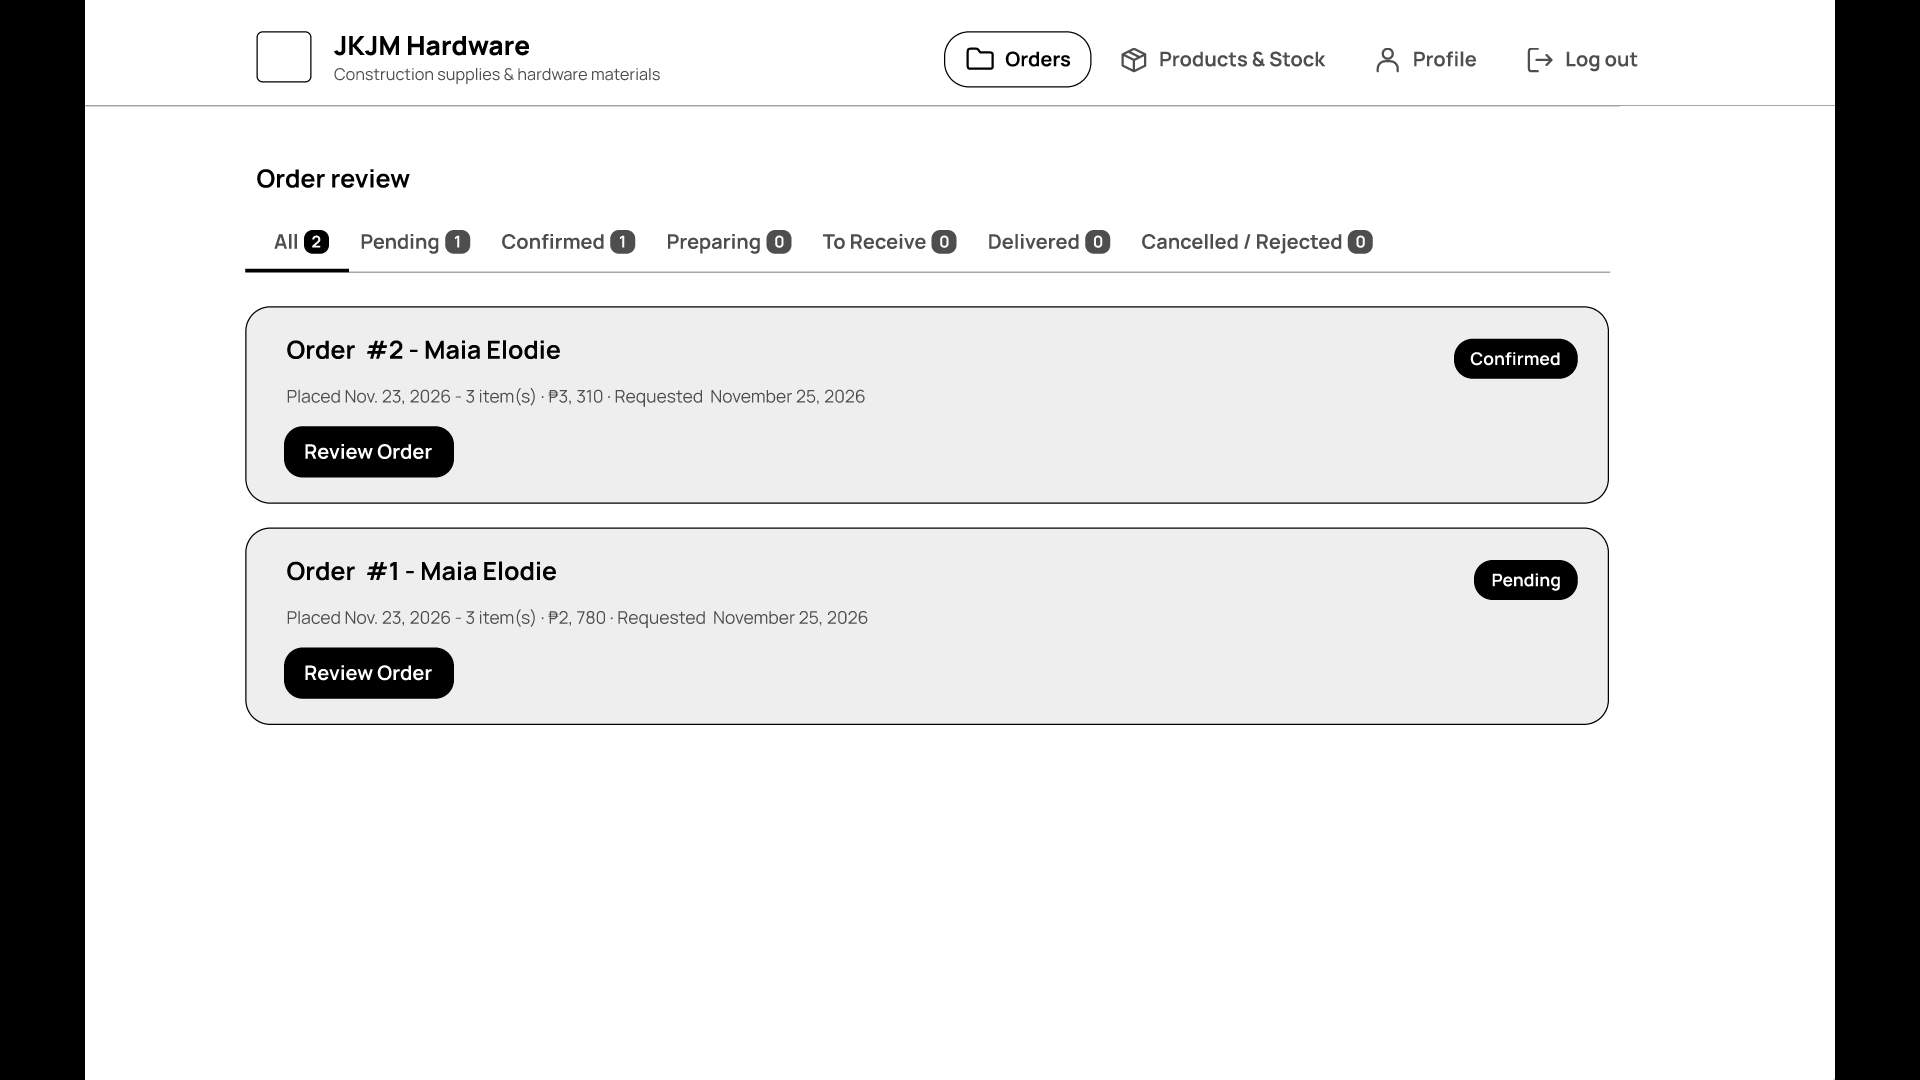 JKJM Hardware
Construction supplies & hardware materials
Orders
Products & Stock
Profile
Log out
Order review
All 2
Pending 1
Confirmed 1
Preparing 0
To Receive 0
Delivered 0
Cancelled / Rejected 0
Order  #2 - Maia Elodie
Confirmed
Placed Nov. 23, 2026 - 3 item(s) · ₱3, 310 · Requested  November 25, 2026
Review Order
Order  #1 - Maia Elodie
Pending
Placed Nov. 23, 2026 - 3 item(s) · ₱2, 780 · Requested  November 25, 2026
Review Order